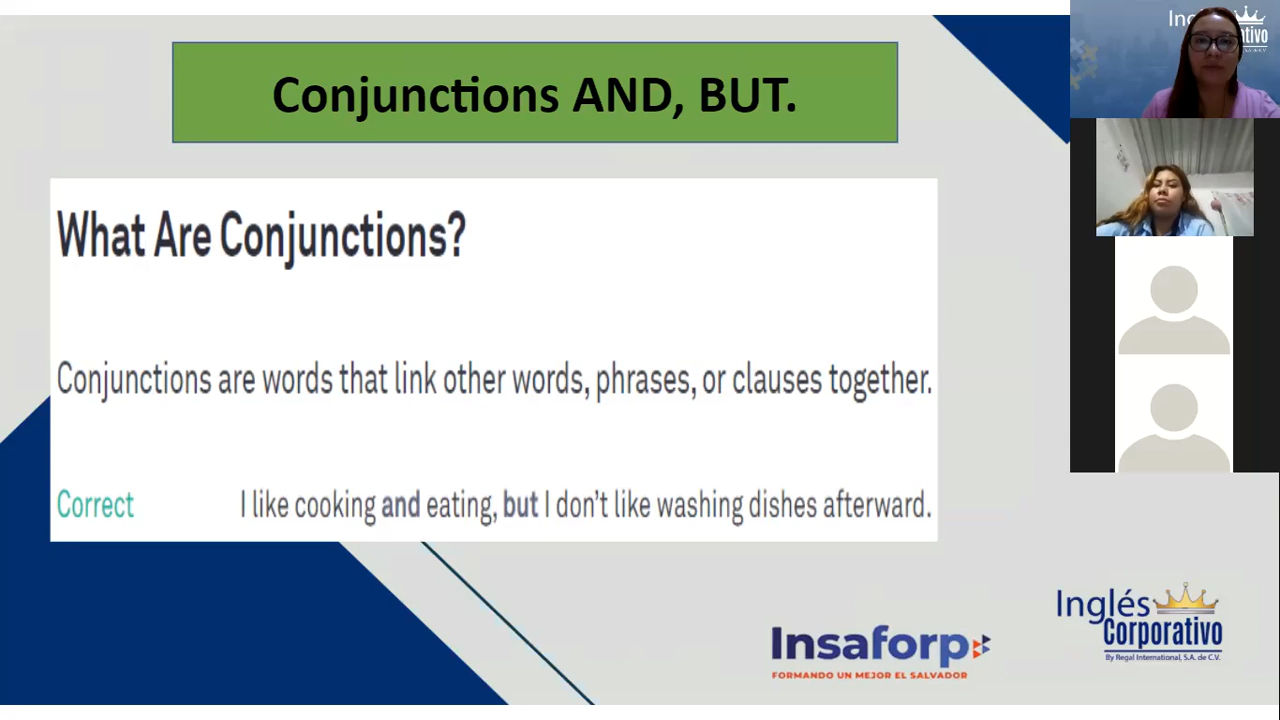 Conjunctions AND, BUT.
What Are Conjunctions?
Conjunctions are words that link other words, phrases, or clauses together.
Correct I like cooking and eating, but I don't like washing dishes afterward.
Insaforp
FORMANDO UN MEJOR EL SALVADOR
Inglés
Corporativo
By Regal International, S.A. de C.V.